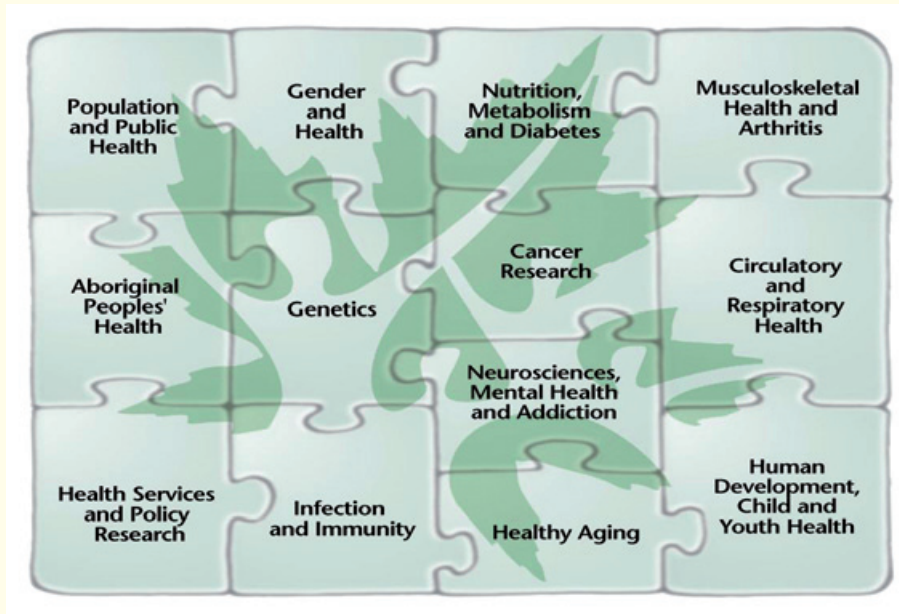 Population
and Public
Health
Gender
and
Health
Nutrition,
Metabolism
and Diabetes
Musculoskeletal
Health and
Arthritis
Aboriginal
Peoples'
Health
Genetics
Cancer
Research
Circulatory
and
Respiratory
Health
Neurosciences,
Mental Health
and Addiction
Health Services
and Policy
Research
Infection
and Immunity
Healthy Aging
Human
Development,
Child and
Youth Health